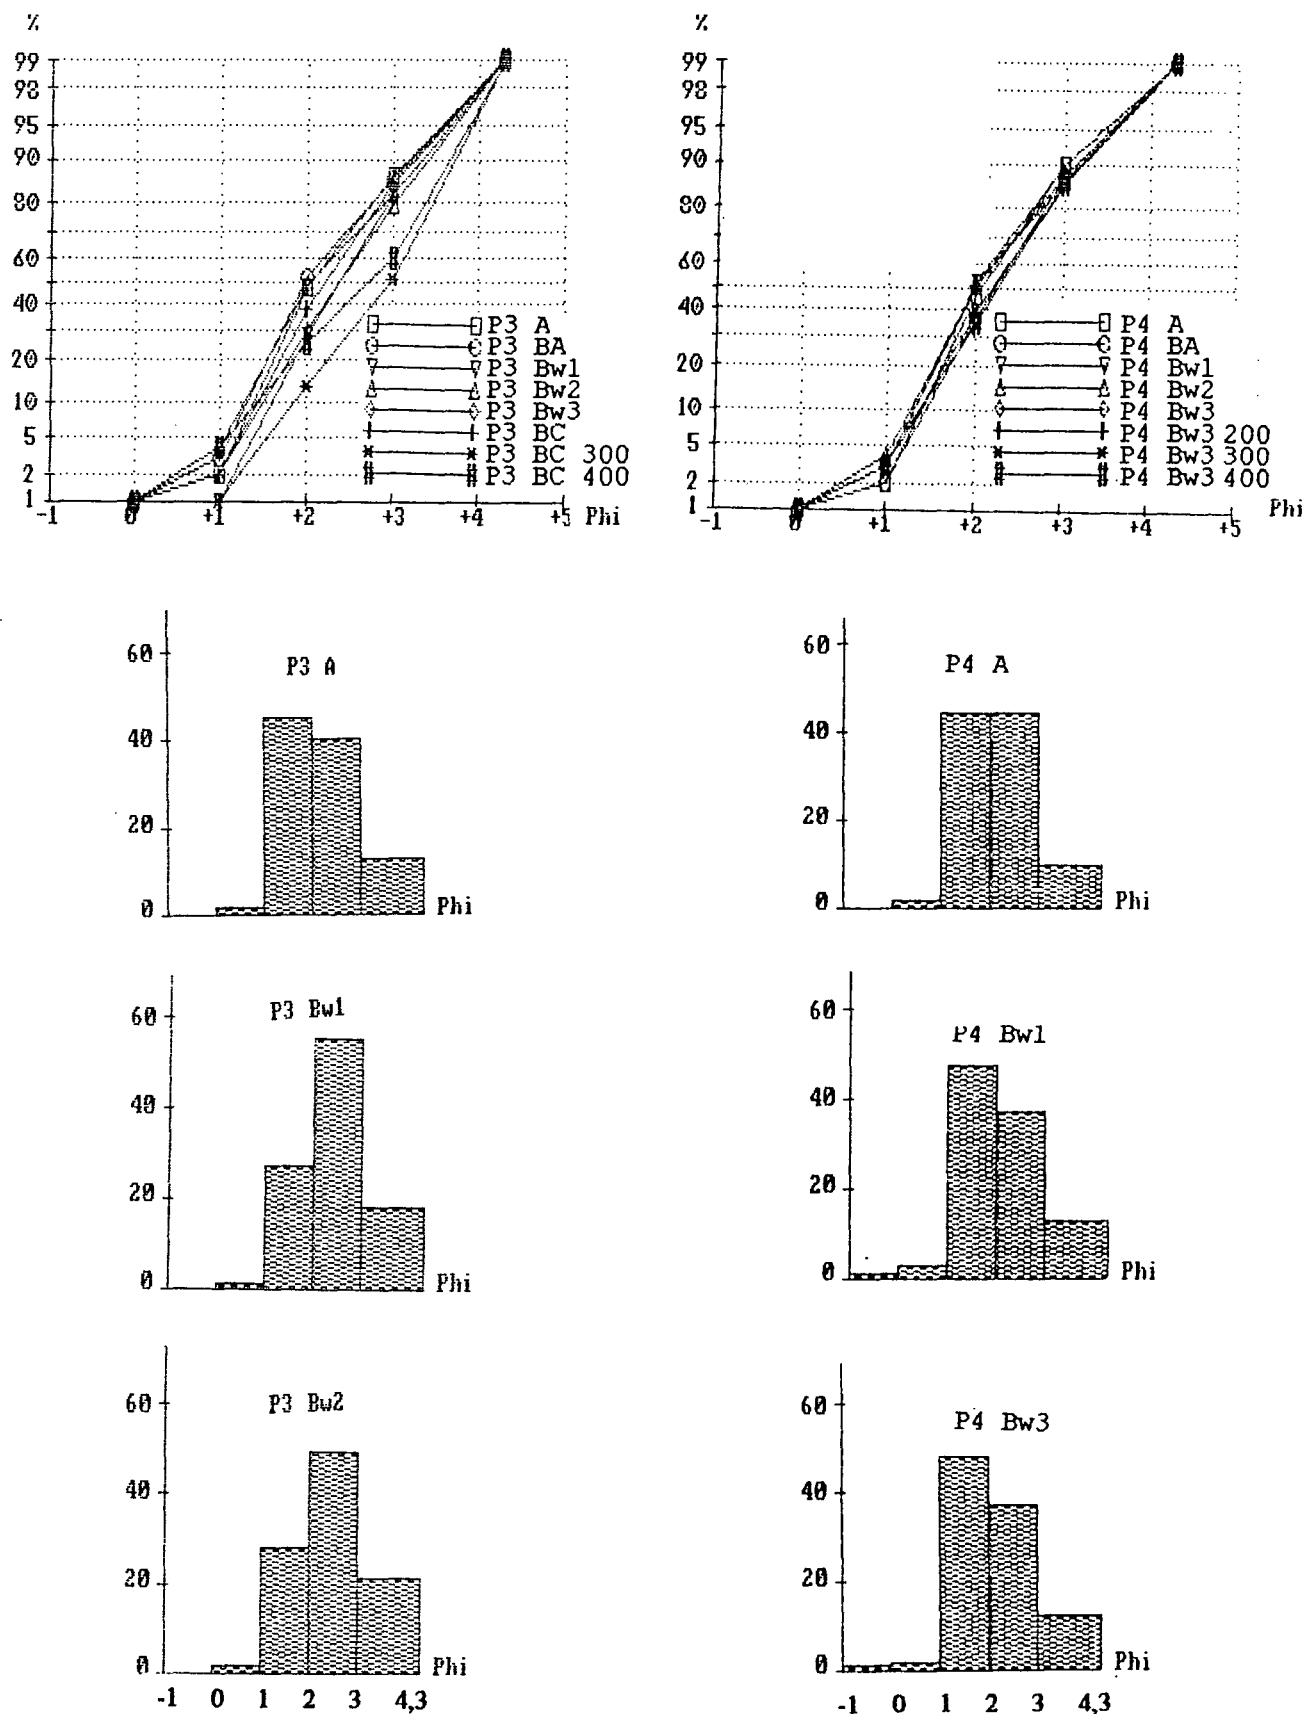 %
99
98
95
90
80
60
40
20
10
5
2
1
-1 0 +1 +2 +3 +4 +5 Phi
P3 A
P3 BA
P3 Bw1
P3 Bw2
P3 Bw3
P3 BC
P3 BC 300
P3 BC 400
%
99
98
95
90
80
60
40
20
10
5
2
1
-1 0 +1 +2 +3 +4 +5 Phi
P4 A
P4 BA
P4 Bw1
P4 Bw2
P4 Bw3
P4 Bw3 200
P4 Bw3 300
P4 Bw3 400
P3 A
60
40
20
0 Phi
P4 A
60
40
20
0 Phi
P3 Bw1
60
40
20
0 Phi
P4 Bw1
60
40
20
0 Phi
P3 Bw2
60
40
20
0 Phi
-1 0 1 2 3 4,3
P4 Bw3
60
40
20
0 Phi
-1 0 1 2 3 4,3